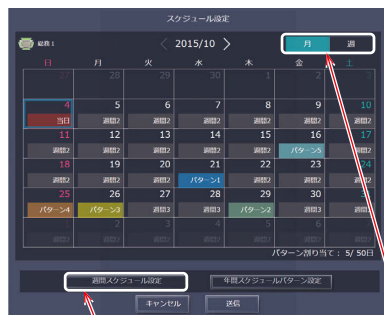 スケジュール設定
総務1 < 2015/10 > 月 週
日 月 火 水 木 金 土
27 28 29 30 1 2 3
4 5 6 7 8 9 10
当日 週間2 週間2 週間2 週間2 週間2 週間2
11 12 13 14 15 16 17
週間2 週間2 週間2 週間2 週間2 パターン5 週間2
18 19 20 21 22 23 24
週間2 週間2 週間2 パターン1 週間2 週間2 週間2
25 26 27 28 29 30 31
パターン4 パターン3 週間3 週間3 パターン2 週間3 週間3
1 2 3 4 5 6
パターン割り当て: 5/ 50日
週間スケジュール設定 年間スケジュールパターン設定
キャンセル 送信